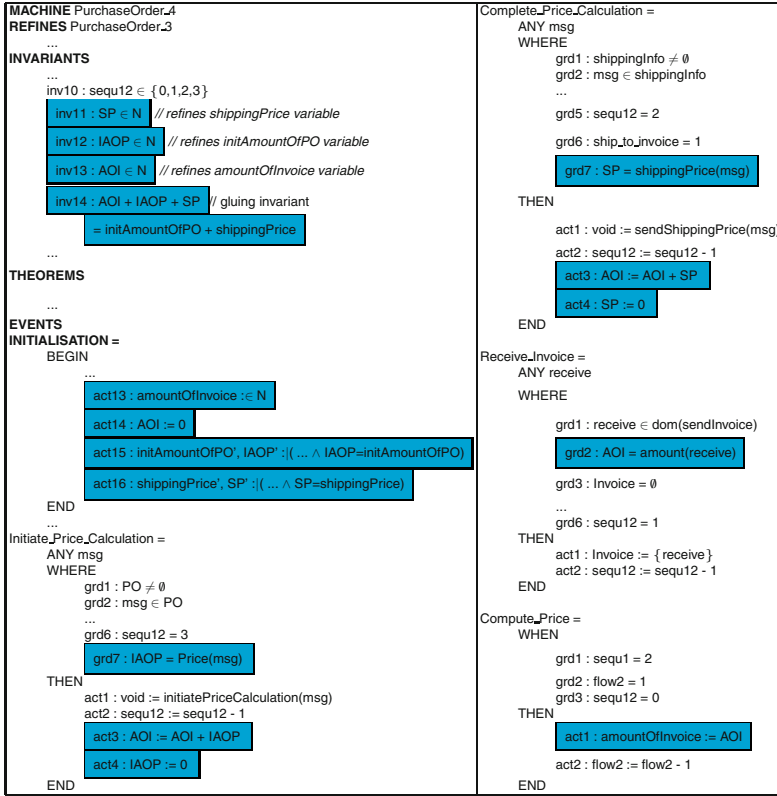 MACHINE PurchaseOrder_4
REFINES PurchaseOrder_3
...
INVARIANTS
...
inv10 : sequ12 ∈ {0,1,2,3}
inv11 : SP ∈ N // refines shippingPrice variable
inv12 : IAOP ∈ N // refines initAmountOfPO variable
inv13 : AOI ∈ N // refines amountOfInvoice variable
inv14 : AOI + IAOP + SP // gluing invariant
= initAmountOfPO + shippingPrice
...
THEOREMS
...
EVENTS
INITIALISATION =
BEGIN
...
act13 : amountOfInvoice :∈ N
act14 : AOI := 0
act15 : initAmountOfPO', IAOP' :|( ... ∧ IAOP=initAmountOfPO)
act16 : shippingPrice', SP' :|( ... ∧ SP=shippingPrice)
END
...
Initiate_Price_Calculation =
ANY msg
WHERE
grd1 : PO ≠ ∅
grd2 : msg ∈ PO
...
grd6 : sequ12 = 3
grd7 : IAOP = Price(msg)
THEN
act1 : void := initiatePriceCalculation(msg)
act2 : sequ12 := sequ12 - 1
act3 : AOI := AOI + IAOP
act4 : IAOP := 0
END
Complete_Price_Calculation =
ANY msg
WHERE
grd1 : shippingInfo ≠ ∅
grd2 : msg ∈ shippingInfo
...
grd5 : sequ12 = 2
grd6 : ship_to_invoice = 1
grd7 : SP = shippingPrice(msg)
THEN
act1 : void := sendShippingPrice(msg)
act2 : sequ12 := sequ12 - 1
act3 : AOI := AOI + SP
act4 : SP := 0
END
Receive_Invoice =
ANY receive
WHERE
grd1 : receive ∈ dom(sendInvoice)
grd2 : AOI = amount(receive)
grd3 : Invoice = ∅
...
grd6 : sequ12 = 1
THEN
act1 : Invoice := {receive}
act2 : sequ12 := sequ12 - 1
END
Compute_Price =
WHEN
grd1 : sequ1 = 2
grd2 : flow2 = 1
grd3 : sequ12 = 0
THEN
act1 : amountOfInvoice := AOI
act2 : flow2 := flow2 - 1
END